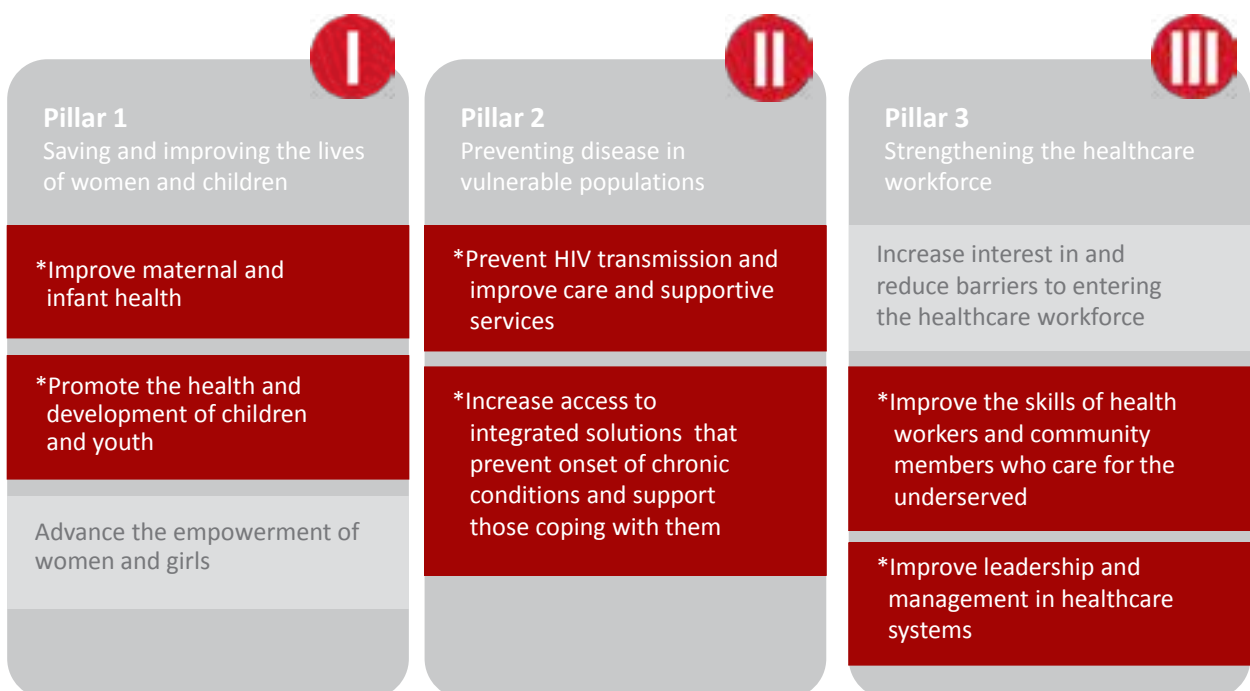 I
Pillar 1
Saving and improving the lives
of women and children
*Improve maternal and
infant health
*Promote the health and
development of children
and youth
Advance the empowerment of
women and girls
II
Pillar 2
Preventing disease in
vulnerable populations
*Prevent HIV transmission and
improve care and supportive
services
*Increase access to
integrated solutions that
prevent onset of chronic
conditions and support
those coping with them
III
Pillar 3
Strengthening the healthcare
workforce
Increase interest in and
reduce barriers to entering
the healthcare workforce
*Improve the skills of health
workers and community
members who care for the
underserved
*Improve leadership and
management in healthcare
systems